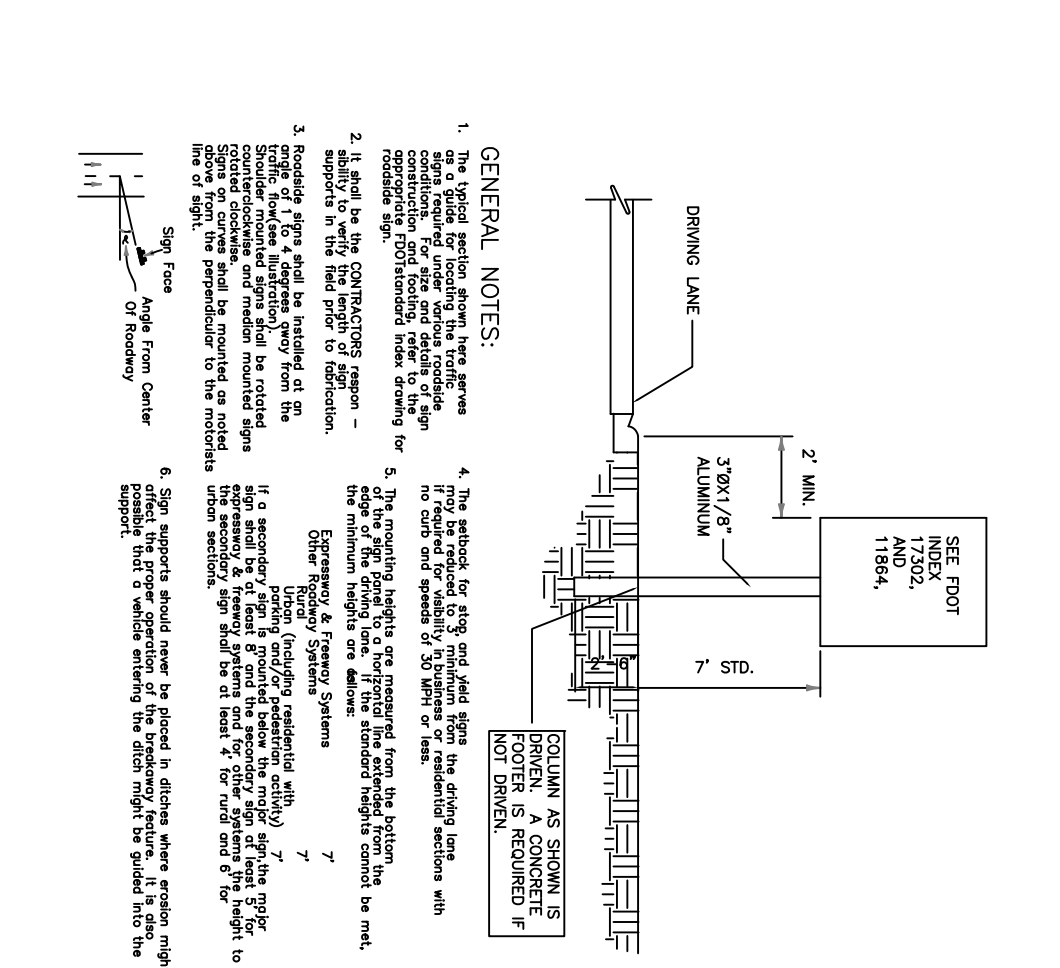 DRIVING LANE
2' MIN.
SEE FDOT
INDEX
17302,
AND
11864,
3"ØX1/8"
ALUMINUM
7' STD.
2'-6"
COLUMN AS SHOWN IS
DRIVEN. A CONCRETE
FOOTER IS REQUIRED IF
NOT DRIVEN.
GENERAL NOTES:
1. The typical section shown here serves
as a guide for locating the traffic
signs required under various roadside
conditions. For size and details of sign
construction and footing, refer to the
appropriate FDOTstandard index drawing for
roadside sign.
2. It shall be the CONTRACTORS respon –
sibility to verify the length of sign
supports in the field prior to fabrication.
3. Roadside signs shall be installed at an
angle of 1 to 4 degrees away from the
traffic flow(see illustration).
Shoulder mounted signs shall be rotated
counterclockwise and median mounted signs
rotated clockwise.
Signs on curves shall be mounted as noted
above from the perpendicular to the motorists
line of sight.
Sign Face
Angle From Center
Of Roadway
4. The setback for stop and yield signs
may be reduced to 3' minimum from the driving lane
if required for visibility in business or residential sections with
no curb and speeds of 30 MPH or less.
5. The mounting heights are measured from the bottom
of the sign panel to a horizontal line extended from the
edge of the driving lane. If the standard heights cannot be met,
the minimum heights are
Expressway & Freeway Systems 7'
Other Roadway Systems
Rural 7'
Urban (including residential with
parking and/or pedestrian activity) 7'
If a secondary sign is mounted below the major sign,the major
sign shall be at least 8' and the secondary sign at least 5' for
expressway & freeway systems and for other systems the height to
the secondary sign shall be at least 4' for rural and 6' for
urban sections.
6. Sign supports should never be placed in ditches where erosion migh
affect the proper operation of the breakaway feature. It is also
possible that a vehicle entering the ditch might be guided into the
support.